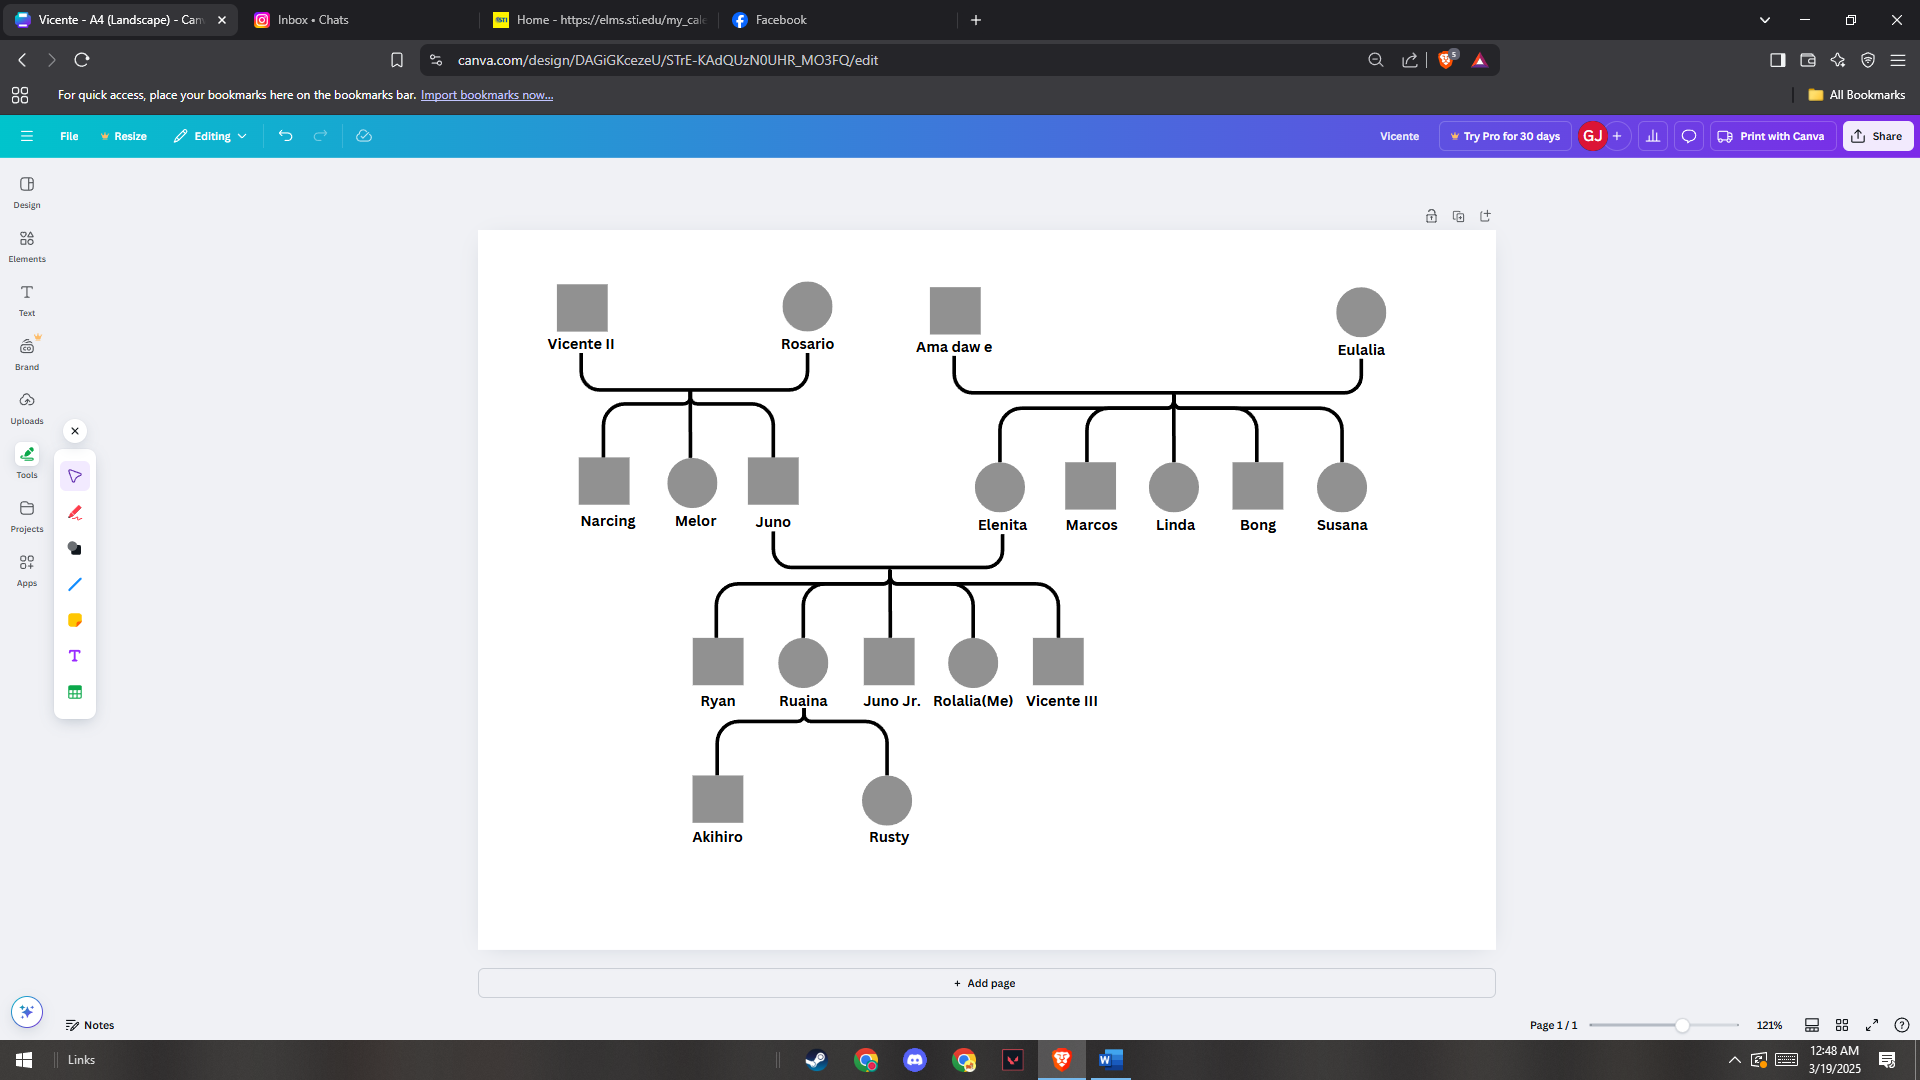 Vicente - A4 (Landscape) - Can
Inbox • Chats
Home - https://elms.sti.edu/my_cale
Facebook
canva.com/design/DAGiGKcezeU/STrE-KAdQUzN0UHR_MO3FQ/edit
5
For quick access, place your bookmarks here on the bookmarks bar. Import bookmarks now...
All Bookmarks
File
Resize
Editing
Vicente
Try Pro for 30 days
GJ
Print with Canva
Share
Design
Elements
Text
Brand
Uploads
Tools
Projects
Apps
Vicente II
Rosario
Ama daw e
Eulalia
Narcing
Melor
Juno
Elenita
Marcos
Linda
Bong
Susana
Ryan
Ruaina
Juno Jr.
Rolalia(Me)
Vicente III
Akihiro
Rusty
+ Add page
Notes
Page 1 / 1
121%
Links
12:48 AM
3/19/2025